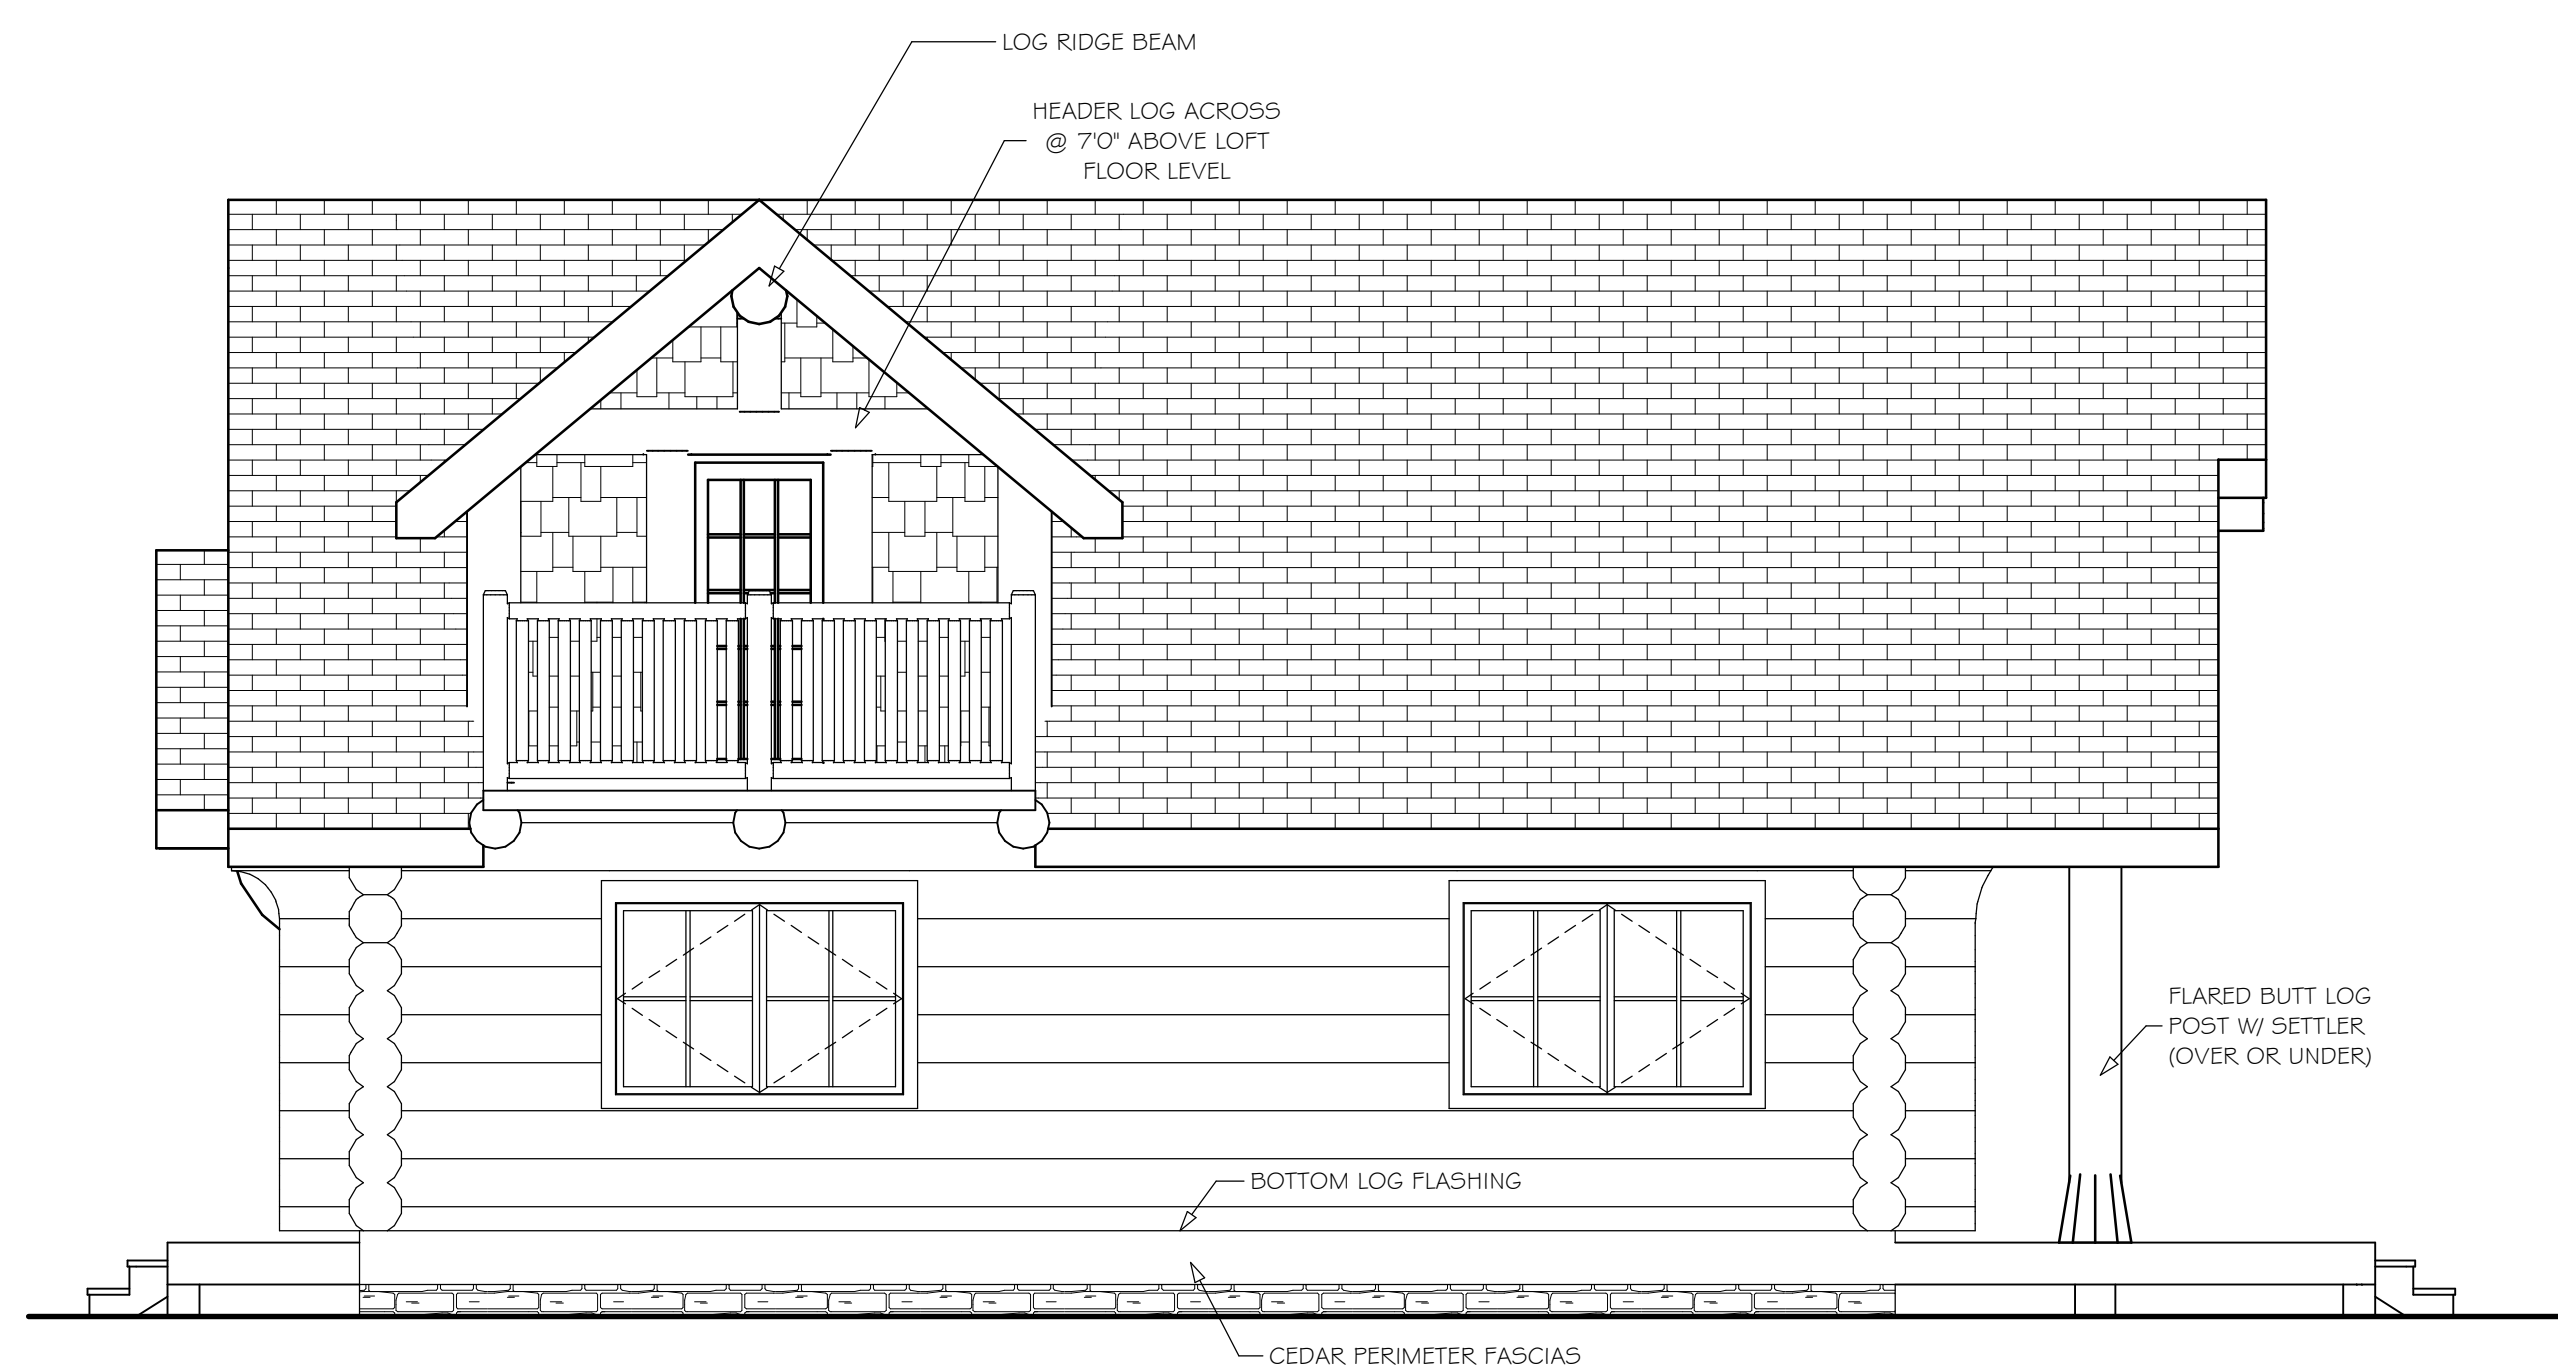 LOG RIDGE BEAM
HEADER LOG ACROSS
@ 7'0" ABOVE LOFT
FLOOR LEVEL
FLARED BUTT LOG
POST W/ SETTLER
(OVER OR UNDER)
BOTTOM LOG FLASHING
CEDAR PERIMETER FASCIAS